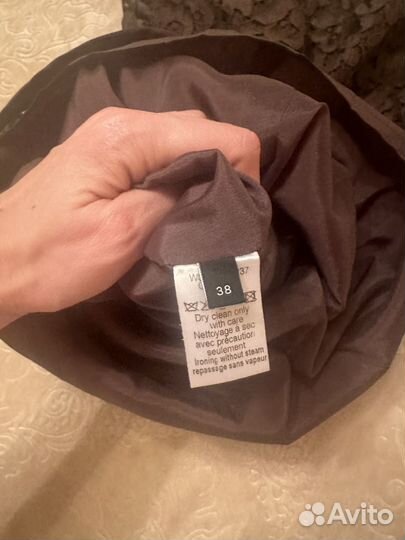 38
Dry clean only
with care
Nettoyage a sec
avec précaution
seulement
Ironing without steam
repassage sans vapeur
Avito